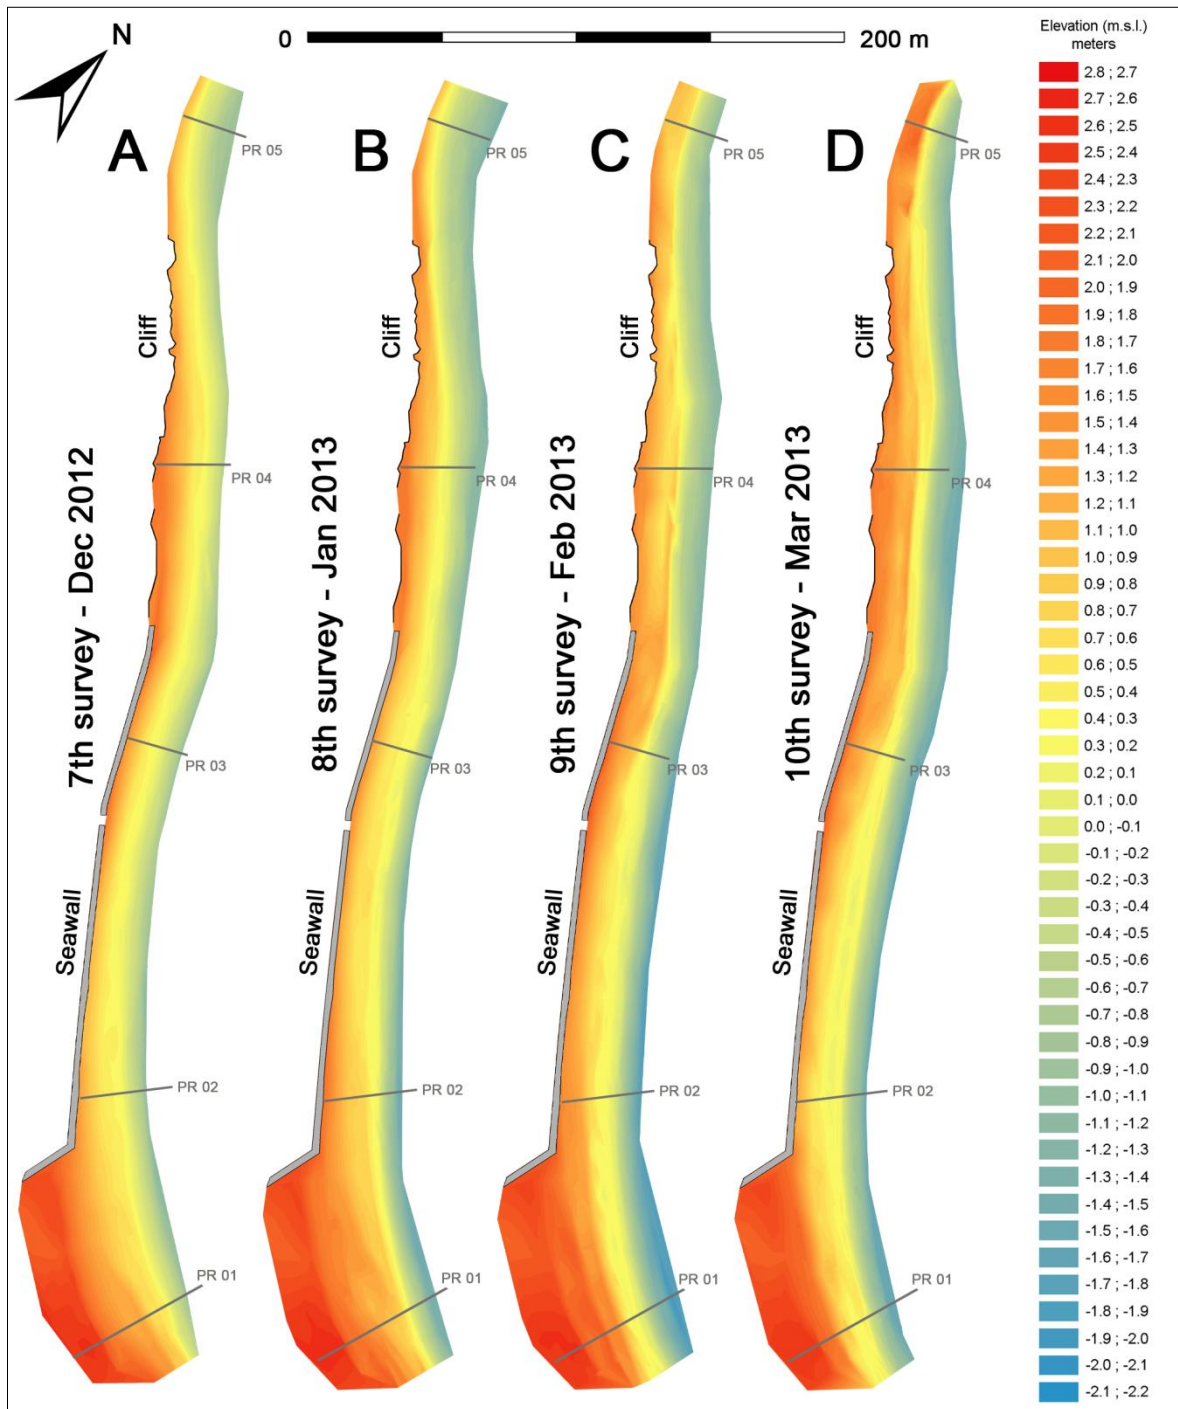 N
0
200 m
Elevation (m.s.l.)
meters
A
B
C
D
PR 05
PR 05
PR 05
PR 05
Cliff
Cliff
Cliff
Cliff
7th survey - Dec 2012
8th survey - Jan 2013
9th survey - Feb 2013
10th survey - Mar 2013
PR 04
PR 04
PR 04
PR 04
PR 03
PR 03
PR 03
PR 03
Seawall
Seawall
Seawall
Seawall
PR 02
PR 02
PR 02
PR 02
PR 01
PR 01
PR 01
PR 01
2.8 ; 2.7
2.7 ; 2.6
2.6 ; 2.5
2.5 ; 2.4
2.4 ; 2.3
2.3 ; 2.2
2.2 ; 2.1
2.1 ; 2.0
2.0 ; 1.9
1.9 ; 1.8
1.8 ; 1.7
1.7 ; 1.6
1.6 ; 1.5
1.5 ; 1.4
1.4 ; 1.3
1.3 ; 1.2
1.2 ; 1.1
1.1 ; 1.0
1.0 ; 0.9
0.9 ; 0.8
0.8 ; 0.7
0.7 ; 0.6
0.6 ; 0.5
0.5 ; 0.4
0.4 ; 0.3
0.3 ; 0.2
0.2 ; 0.1
0.1 ; 0.0
0.0 ; -0.1
-0.1 ; -0.2
-0.2 ; -0.3
-0.3 ; -0.4
-0.4 ; -0.5
-0.5 ; -0.6
-0.6 ; -0.7
-0.7 ; -0.8
-0.8 ; -0.9
-0.9 ; -1.0
-1.0 ; -1.1
-1.1 ; -1.2
-1.2 ; -1.3
-1.3 ; -1.4
-1.4 ; -1.5
-1.5 ; -1.6
-1.6 ; -1.7
-1.7 ; -1.8
-1.8 ; -1.9
-1.9 ; -2.0
-2.0 ; -2.1
-2.1 ; -2.2